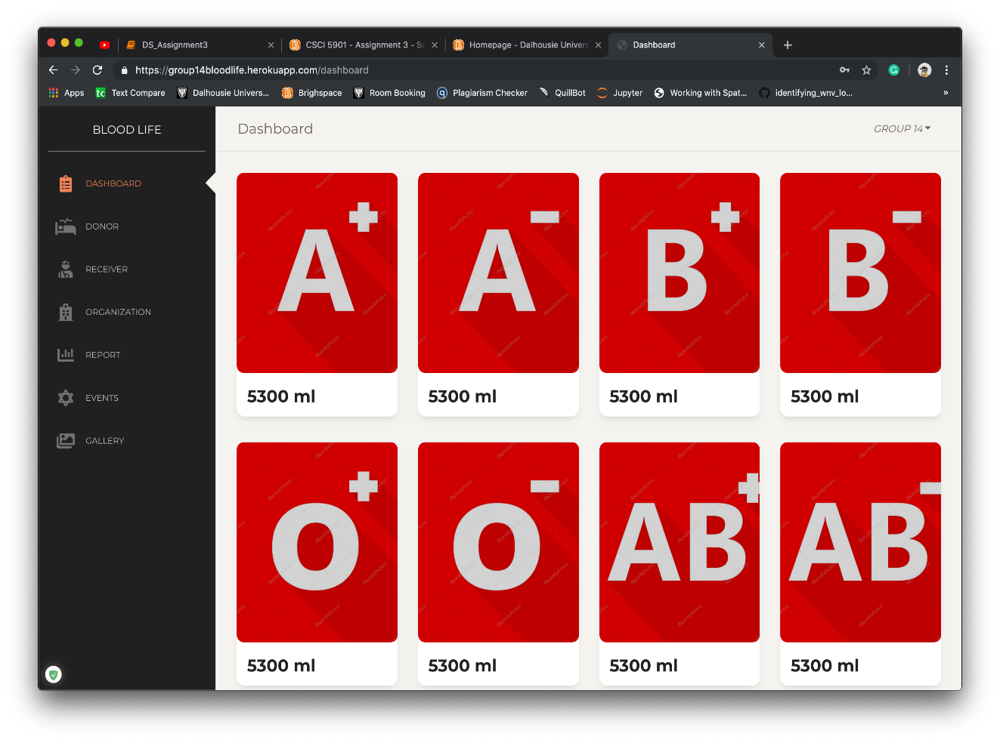 DS_Assignment3
CSCI 5901 - Assignment 3 - Su
Homepage - Dalhousie Univers
Dashboard
https://group14bloodlife.herokuapp.com/dashboard
Apps
tc Text Compare
Dalhousie Univers...
Brighspace
Room Booking
Plagiarism Checker
QuillBot
Jupyter
Working with Spat...
identifying_wnv_lo...
»
BLOOD LIFE
Dashboard
GROUP 14
DASHBOARD
DONOR
RECEIVER
ORGANIZATION
REPORT
EVENTS
GALLERY
A+
A-
B+
B-
5300 ml
5300 ml
5300 ml
5300 ml
O+
O-
AB+
AB-
5300 ml
5300 ml
5300 ml
5300 ml
depositphotos